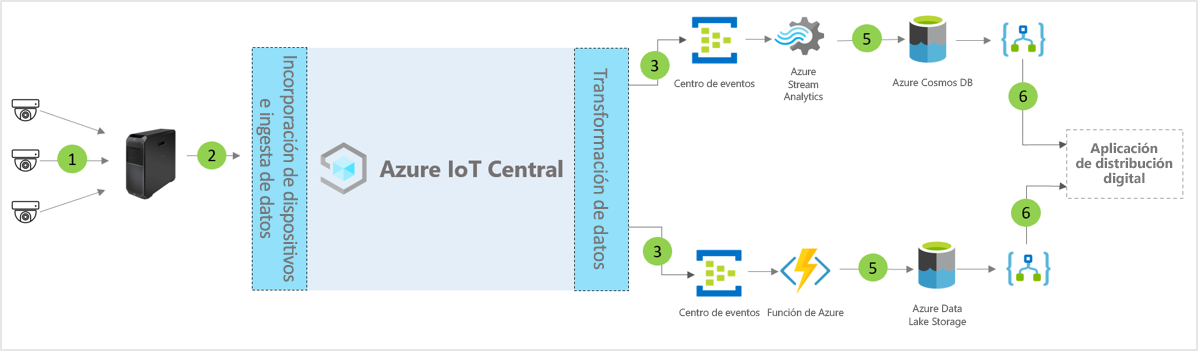 1
2
Incorporación de dispositivos
e ingesta de datos
Azure IoT Central
Transformación de datos
3
Centro de eventos
Azure
Stream
Analytics
5
Azure Cosmos DB
6
Aplicación
de distribución
digital
3
Centro de eventos
Función de Azure
5
Azure Data
Lake Storage
6